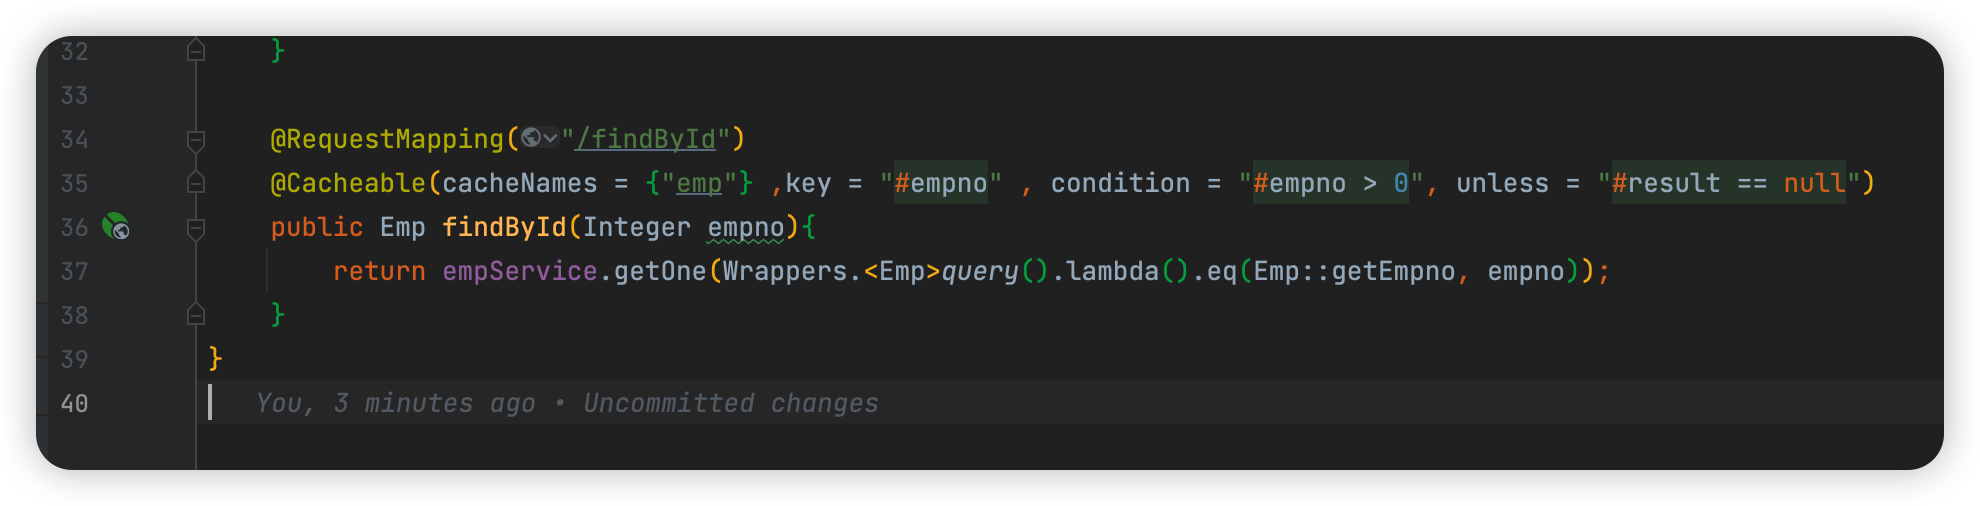 32 }
33
34 @RequestMapping("/findById")
35 @Cacheable(cacheNames = {"emp"} ,key = "#empno" , condition = "#empno > 0", unless = "#result == null")
36 public Emp findById(Integer empno){
37 return empService.getOne(Wrappers.<Emp>query().lambda().eq(Emp::getEmpno, empno));
38 }
39 }
40 You, 3 minutes ago • Uncommitted changes